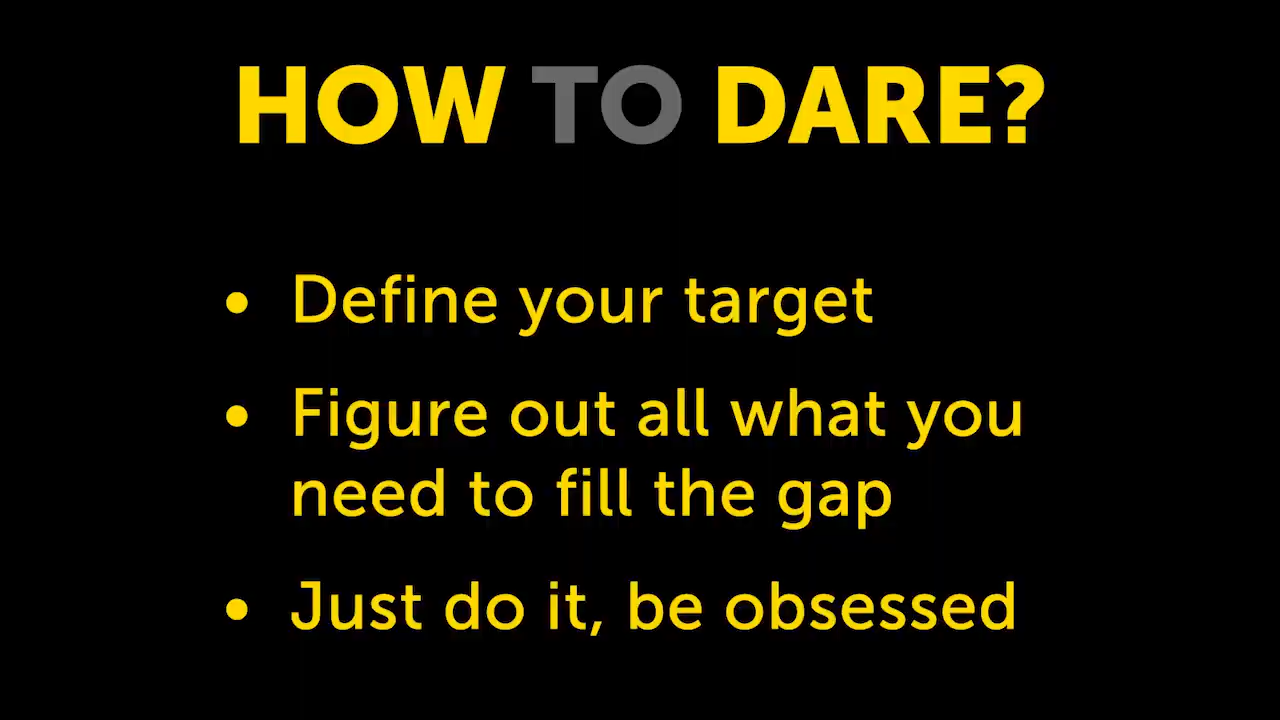 HOW TO DARE?
• Define your target
• Figure out all what you
need to fill the gap
• Just do it, be obsessed